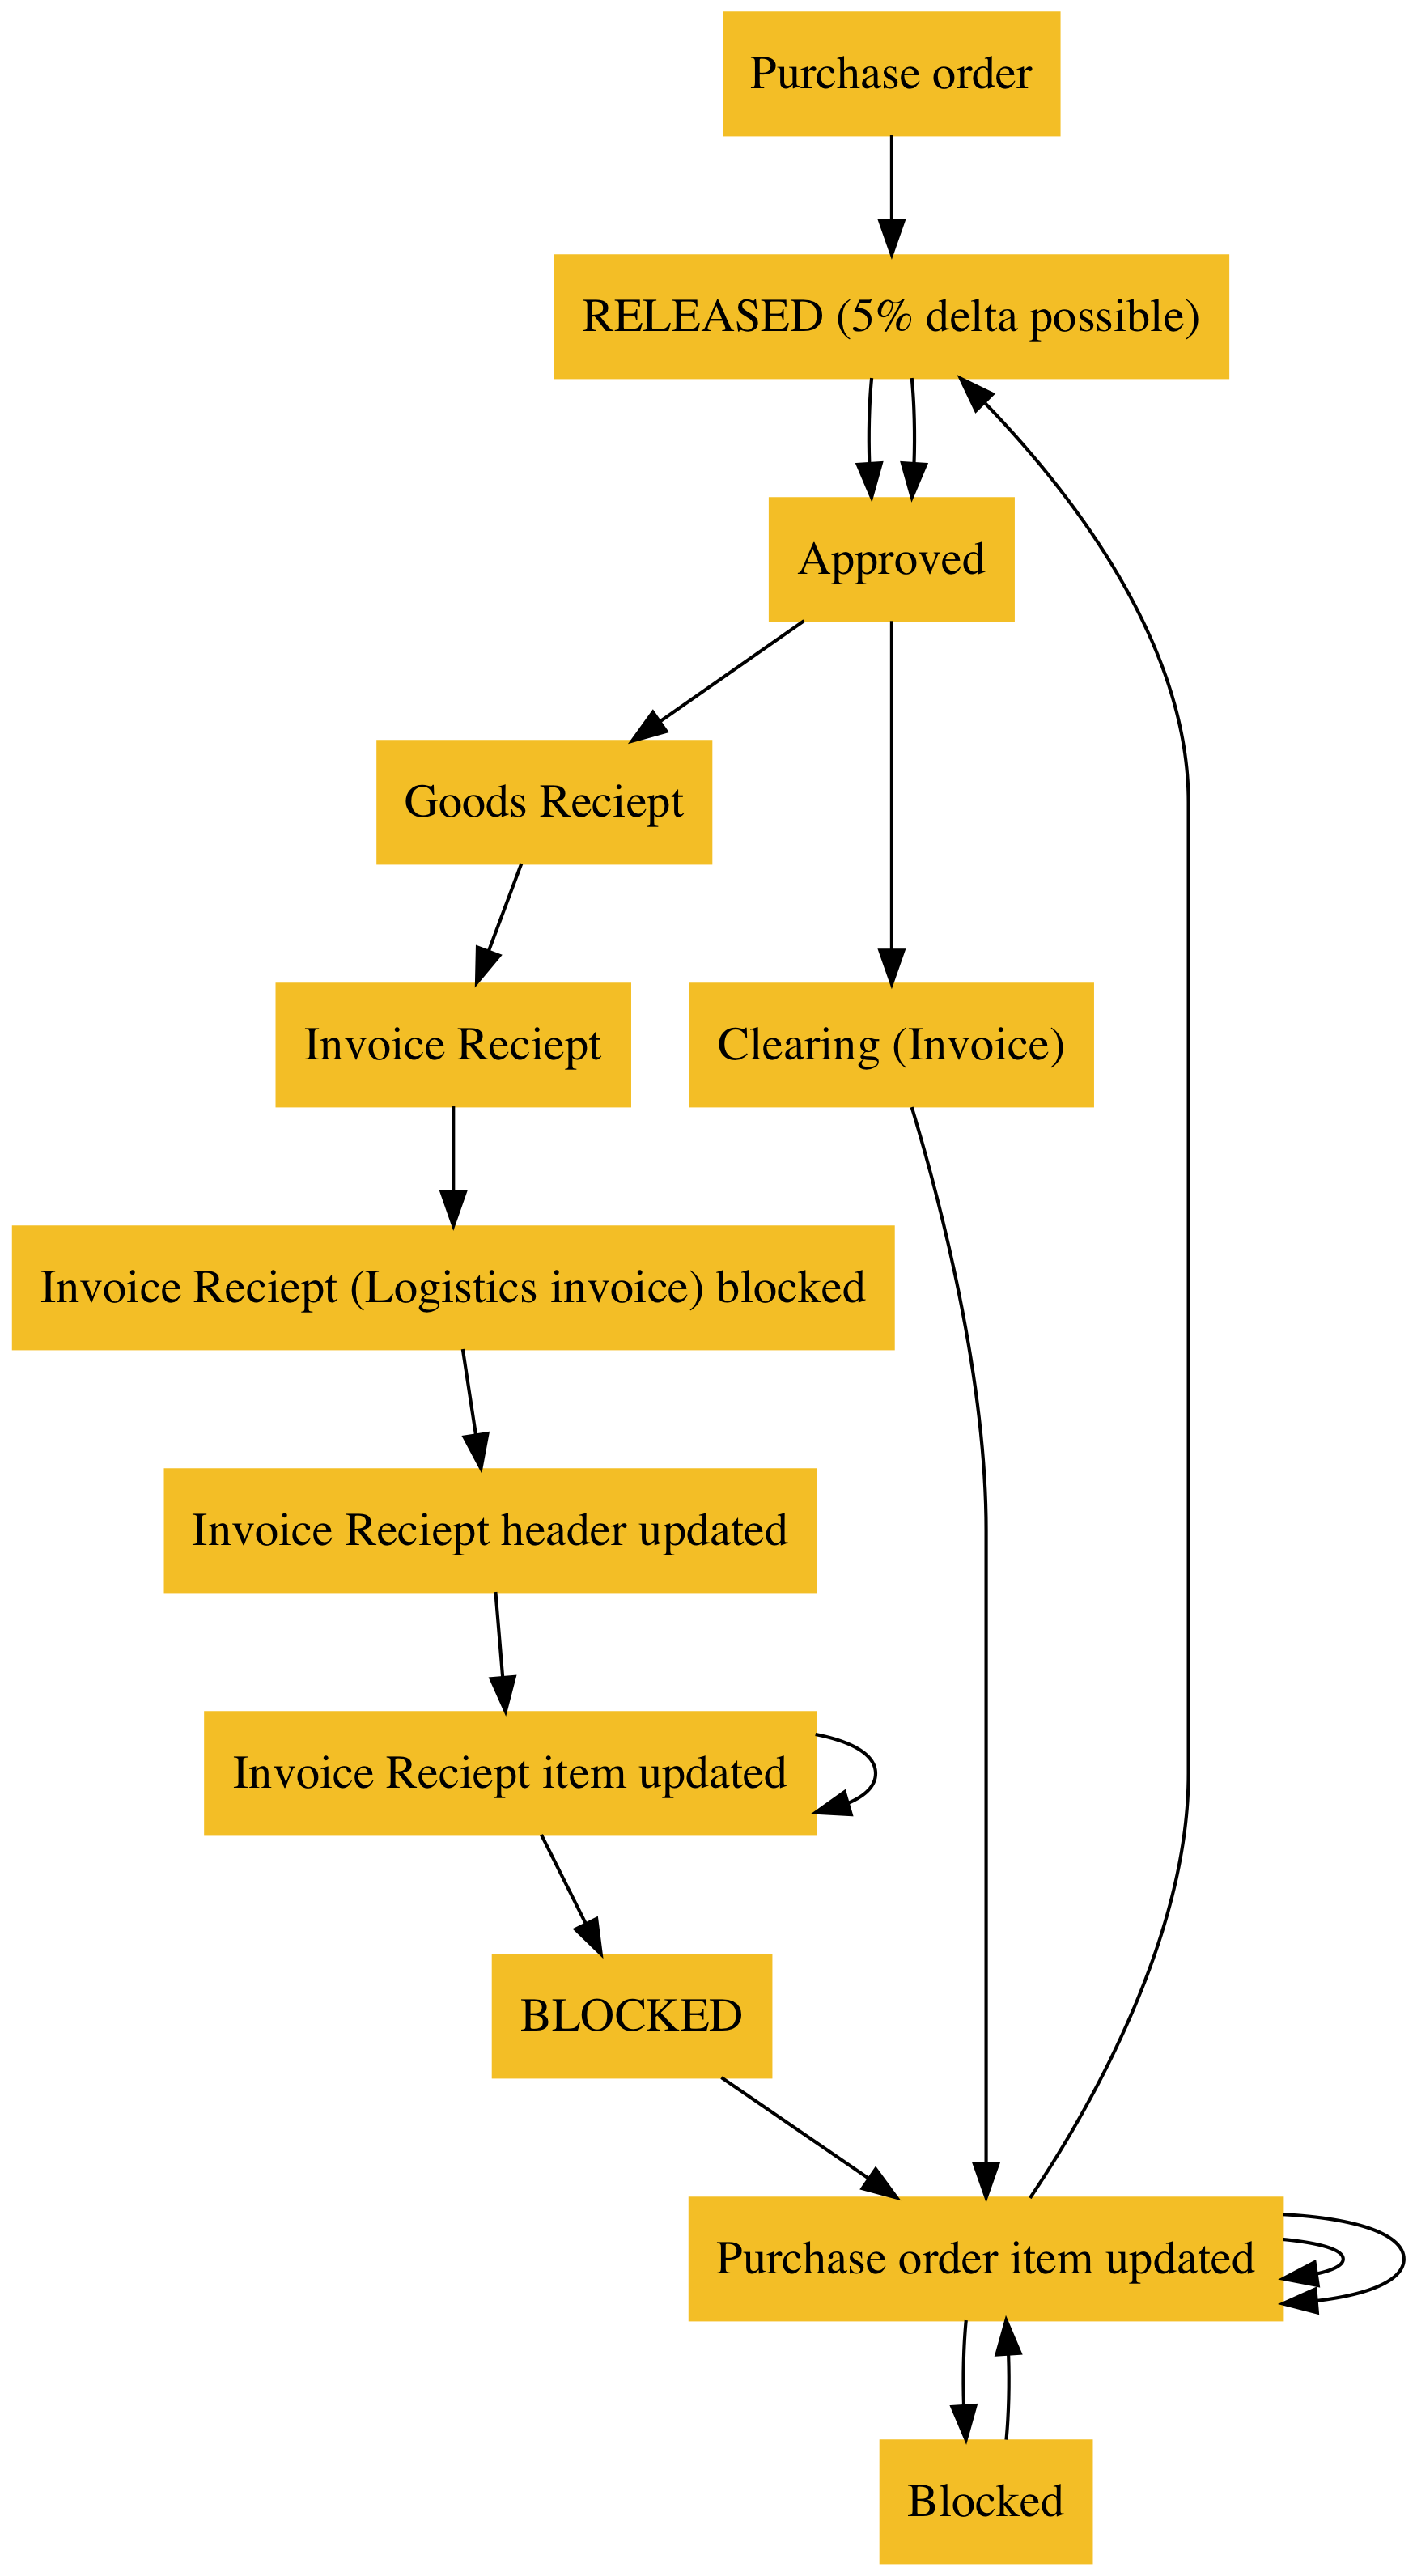 Purchase order
RELEASED (5% delta possible)
Approved
Goods Reciept
Invoice Reciept
Clearing (Invoice)
Invoice Reciept (Logistics invoice) blocked
Invoice Reciept header updated
Invoice Reciept item updated
BLOCKED
Purchase order item updated
Blocked